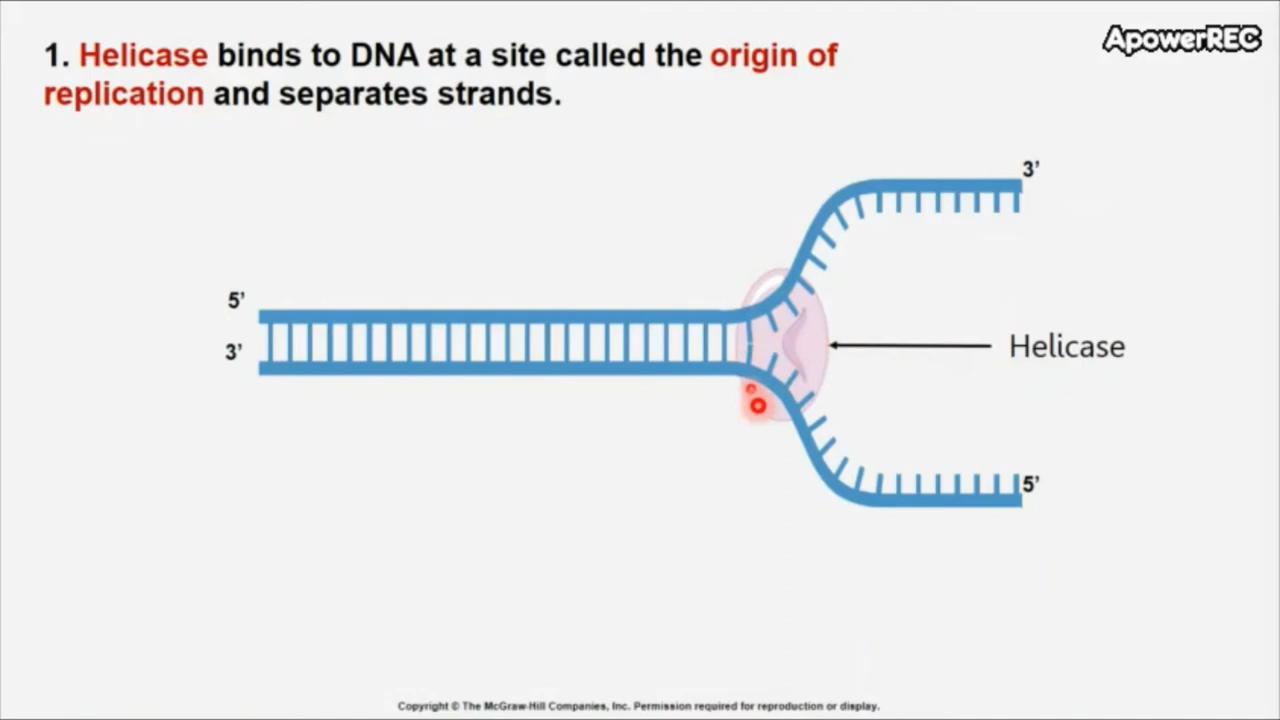 ApowerREC
1. Helicase binds to DNA at a site called the origin of
replication and separates strands.
3’
5’
3’
Helicase
5’
Copyright © The McGraw-Hill Companies, Inc. Permission required for reproduction or display.